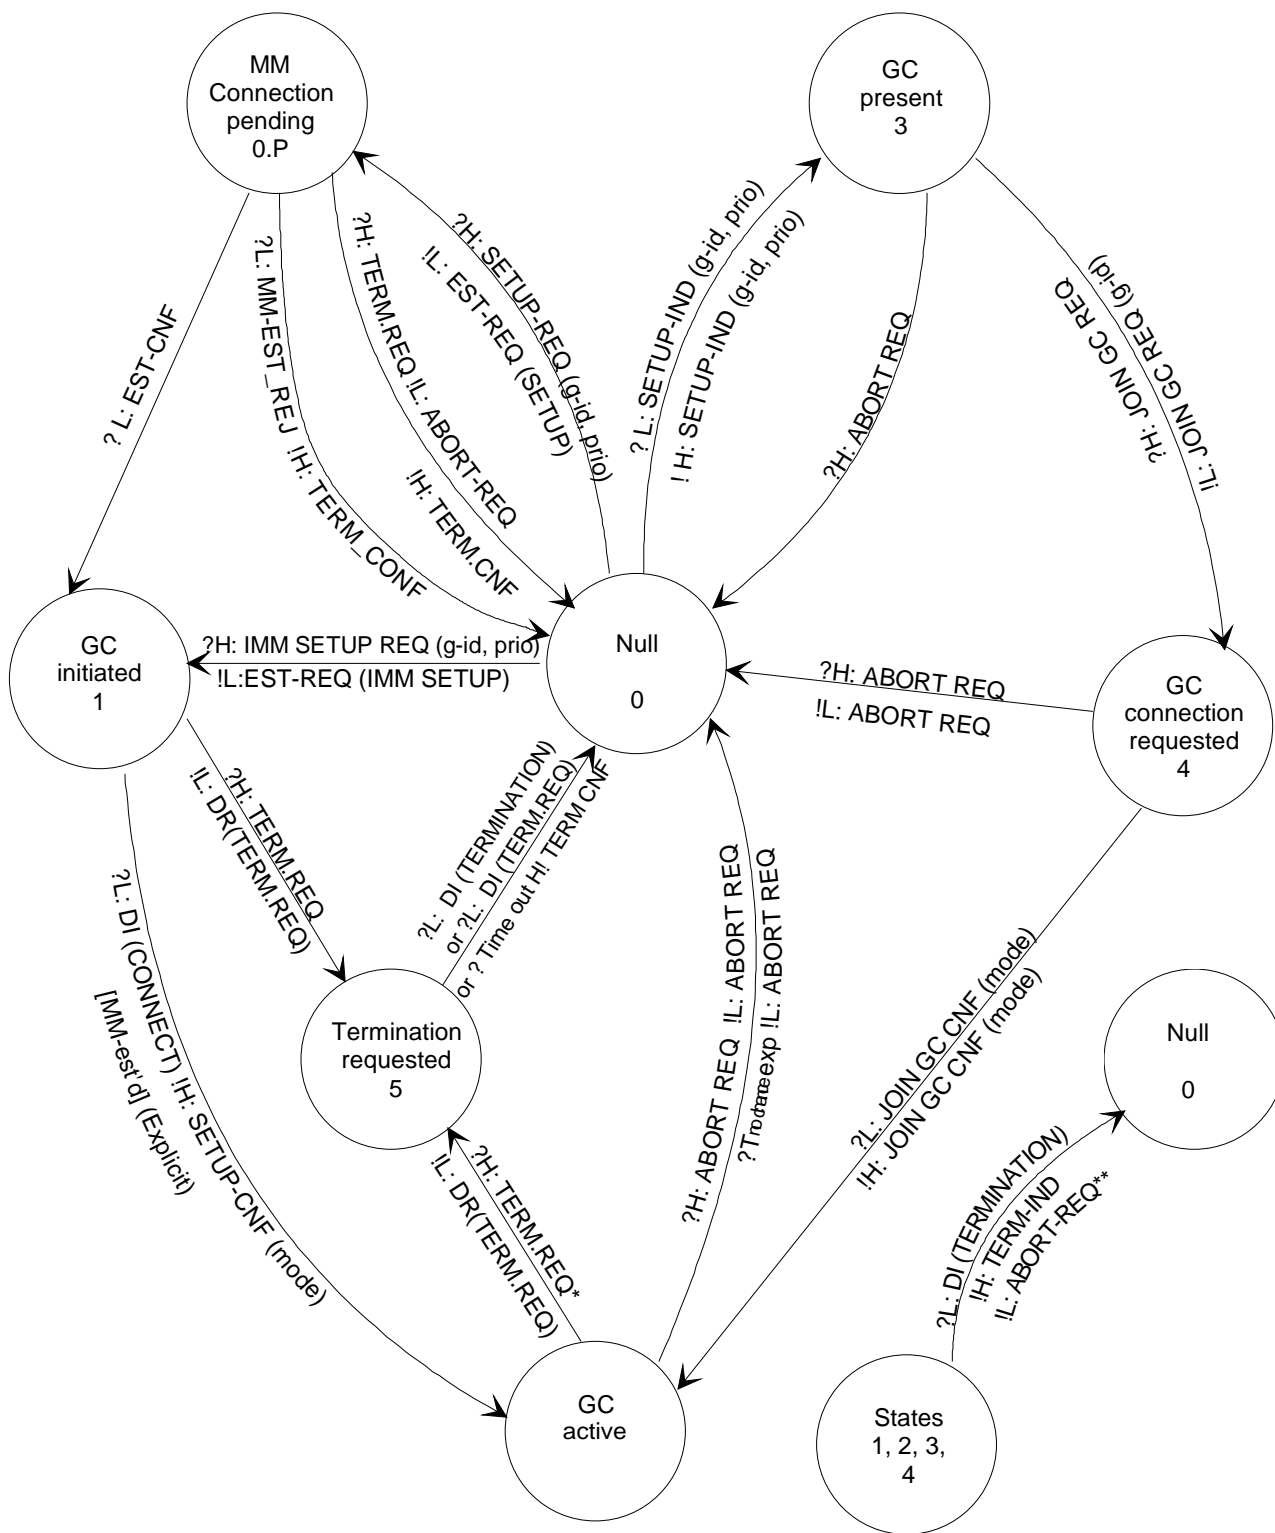 MM
Connection
pending
0.P
GC
present
3
?L: EST-CNF
?L: MM-EST_REJ !H: TERM_CONF
?H: TERM.REQ !L: ABORT-REQ
!H: TERM.CNF
?H: SETUP-REQ (g-id, prio)
!L: EST-REQ (SETUP)
? L: SETUP-IND (g-id, prio)
! H: SETUP-IND (g-id, prio)
?H: ABORT REQ
!L: JOIN GC REQ (g-id)
?H: JOIN GC REQ
GC
initiated
1
?H: IMM SETUP REQ (g-id, prio)
!L:EST-REQ (IMM SETUP)
Null
0
?H: ABORT REQ
!L: ABORT REQ
GC
connection
requested
4
?H: TERM.REQ
!L: DR(TERM.REQ)
?L: DI (TERMINATION)
or ?L: DI (TERM.REQ)
or ? Time out H! TERM CNF
?L: DI (CONNECT) !H: SETUP-CNF (mode)
[MM-est'd] (Explicit)
Termination
requested
5
?H: ABORT REQ !L: ABORT REQ
exp !L: ABORT REQ
?L: JOIN GC CNF (mode)
!H: JOIN GC CNF (mode)
Null
0
?H: TERM.REQ*
!L: DR(TERM.REQ)
?L: DI (TERMINATION)
!H: TERM-IND
!L: ABORT-REQ**
GC
active
States
1, 2, 3,
4